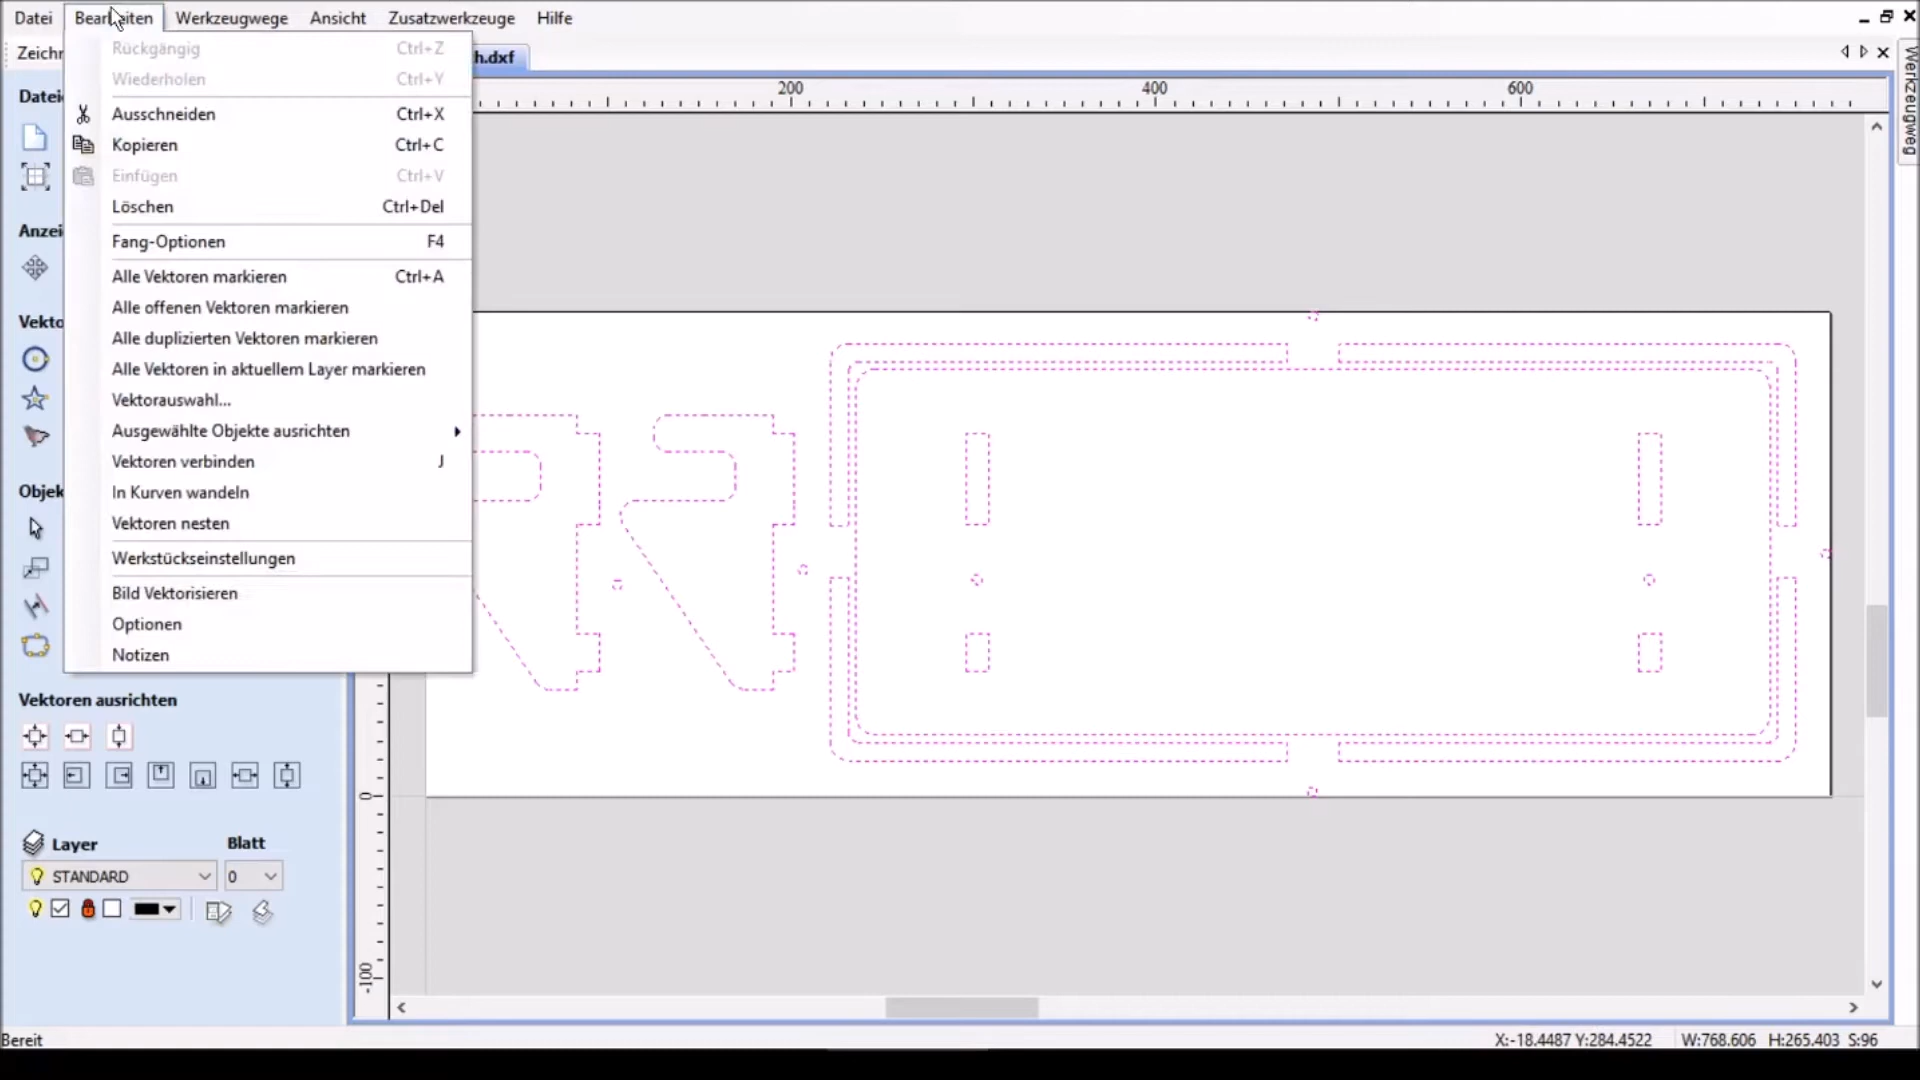 Datei Bearbeiten Werkzeugwege Ansicht Zusatzwerkzeuge Hilfe
Zeichn
h.dxf
Rückgängig Ctrl+Z
Wiederholen Ctrl+Y
Ausschneiden Ctrl+X
Kopieren Ctrl+C
Einfügen Ctrl+V
Löschen Ctrl+Del
Fang-Optionen F4
Alle Vektoren markieren Ctrl+A
Alle offenen Vektoren markieren
Alle duplizierten Vektoren markieren
Alle Vektoren in aktuellem Layer markieren
Vektorauswahl...
Ausgewählte Objekte ausrichten
Vektoren verbinden J
In Kurven wandeln
Vektoren nesten
Werkstückseinstellungen
Bild Vektorisieren
Optionen
Notizen
Datei
Anzei
Vekto
Objek
Vektoren ausrichten
Layer Blatt
STANDARD 0
200 400 600
0
-100
Werkzeugweg
Bereit X:-18.4487 Y:284.4522 W:768.606 H:265.403 S:96